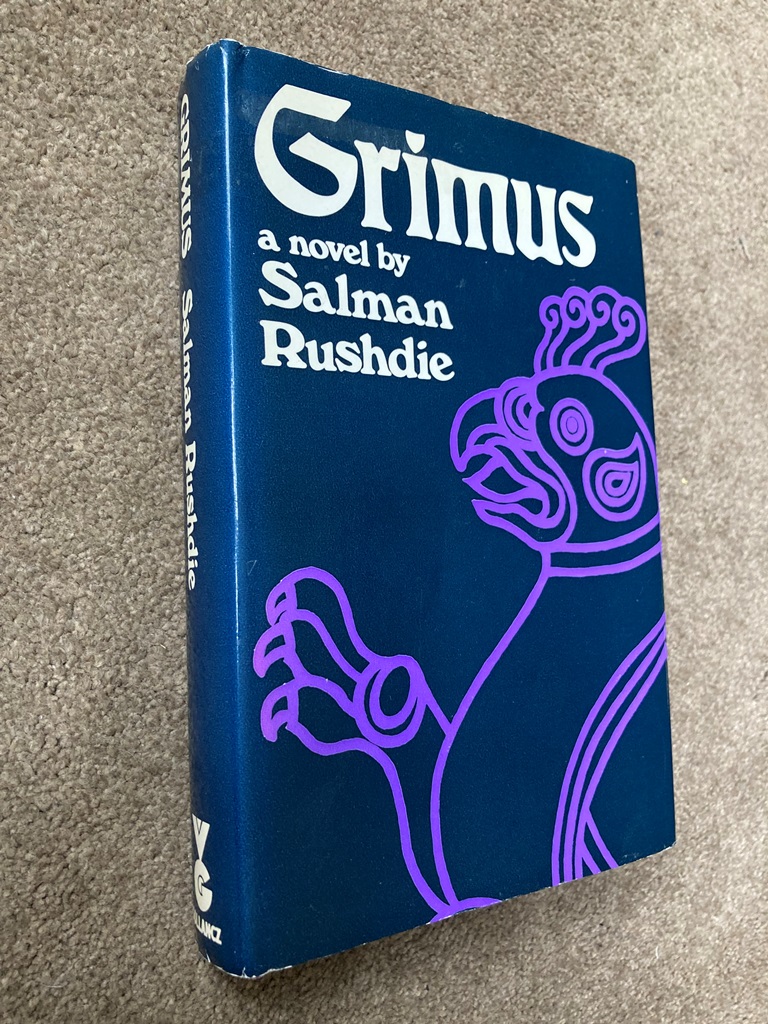 Grimus
a novel by
Salman
Rushdie
GRIMUS Salman Rushdie
VG